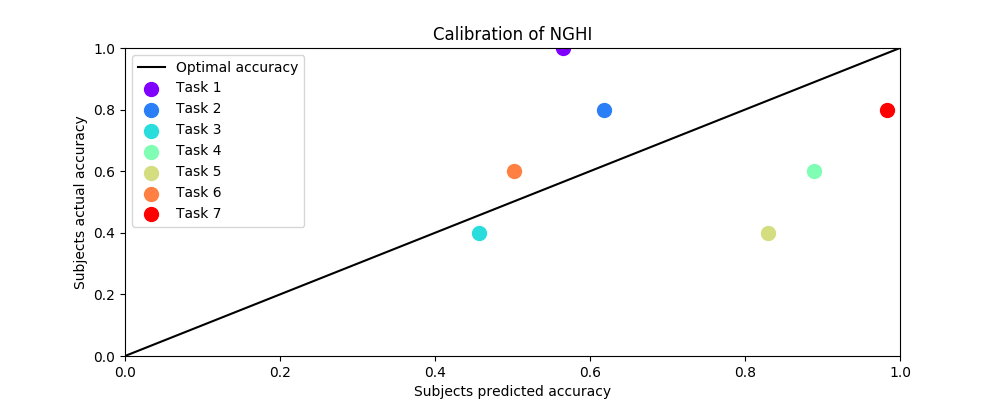 Calibration of NGHI
1.0
0.8
0.6
0.4
0.2
0.0
Subjects actual accuracy
Optimal accuracy
Task 1
Task 2
Task 3
Task 4
Task 5
Task 6
Task 7
0.0 0.2 0.4 0.6 0.8 1.0
Subjects predicted accuracy